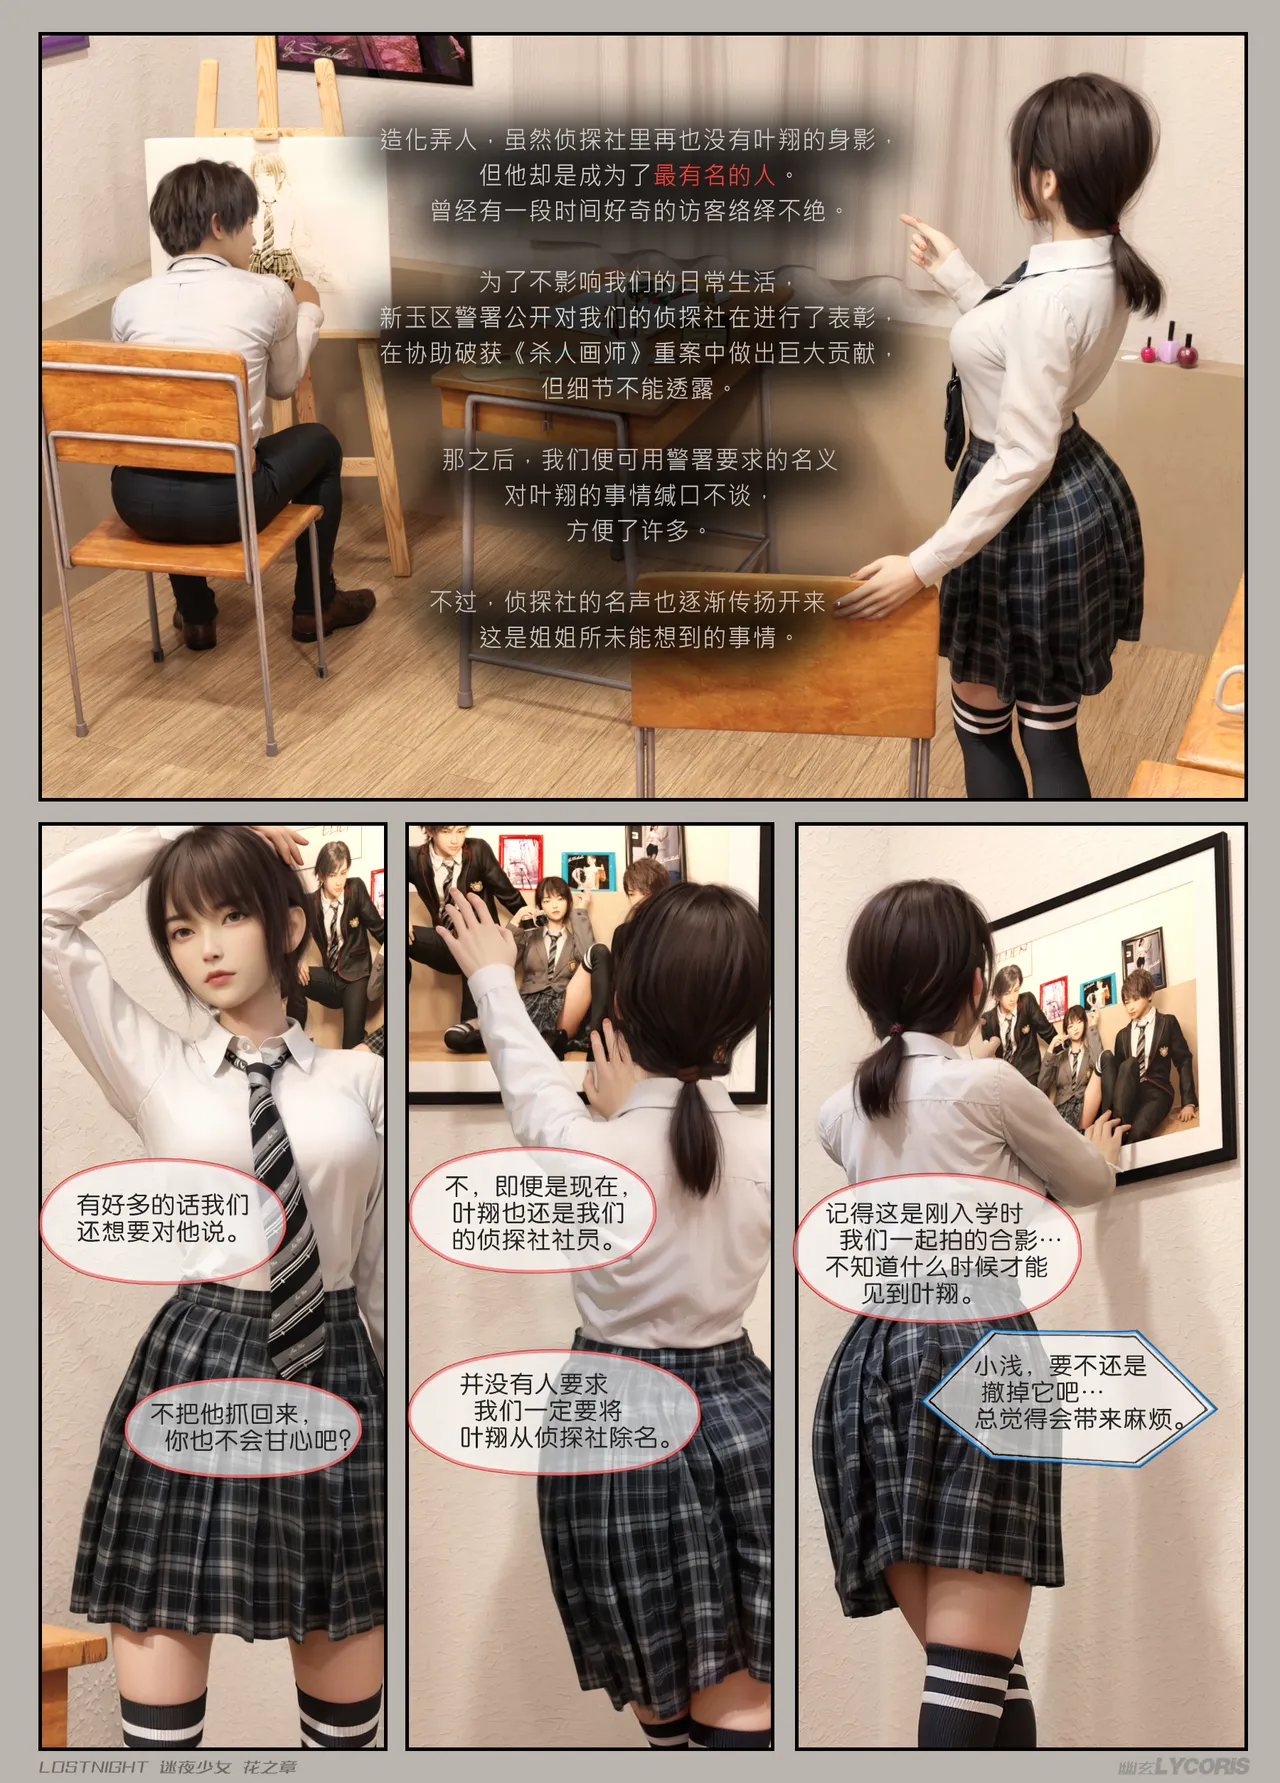 造化弄人，虽然侦探社里再也没有叶翔的身影，
但他却是成为了最有名的人。
曾经有一段时间好奇的访客络绎不绝。
为了不影响我们的日常生活，
新玉区警署公开对我们的侦探社在进行了表彰，
在协助破获《杀人画师》重案中做出巨大贡献，
但细节不能透露。
那之后，我们便可用警署要求的名义
对叶翔的事情缄口不谈，
方便了许多。
不过，侦探社的名声也逐渐传扬开来
这是姐姐所未能想到的事情。
记得这是刚入学时
我们一起拍的合影…
不知道什么时候才能
见到叶翔。
小浅，要不还是
撤掉它吧…
总觉得会带来麻烦。
不，即便是现在，
叶翔也还是我们
的侦探社社员。
并没有人要求
我们一定要将
叶翔从侦探社除名。
有好多的话我们
还想要对他说。
不把他抓回来，
你也不会甘心吧？
LOSTNIGHT 迷夜少女 花之章
幽玄LYCORIS